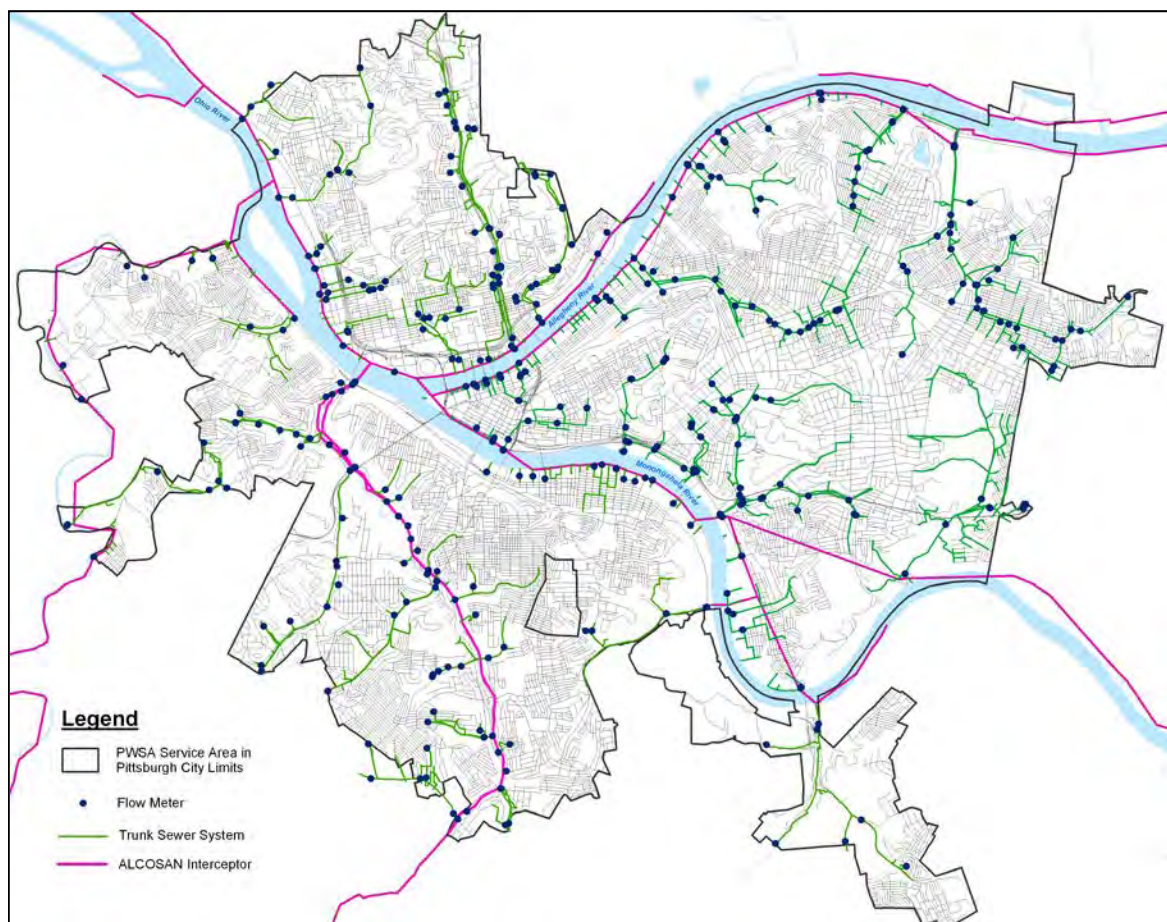 Ohio River
Allegheny River
Monongahela River
Legend
PWSA Service Area in
Pittsburgh City Limits
Flow Meter
Trunk Sewer System
ALCOSAN Interceptor